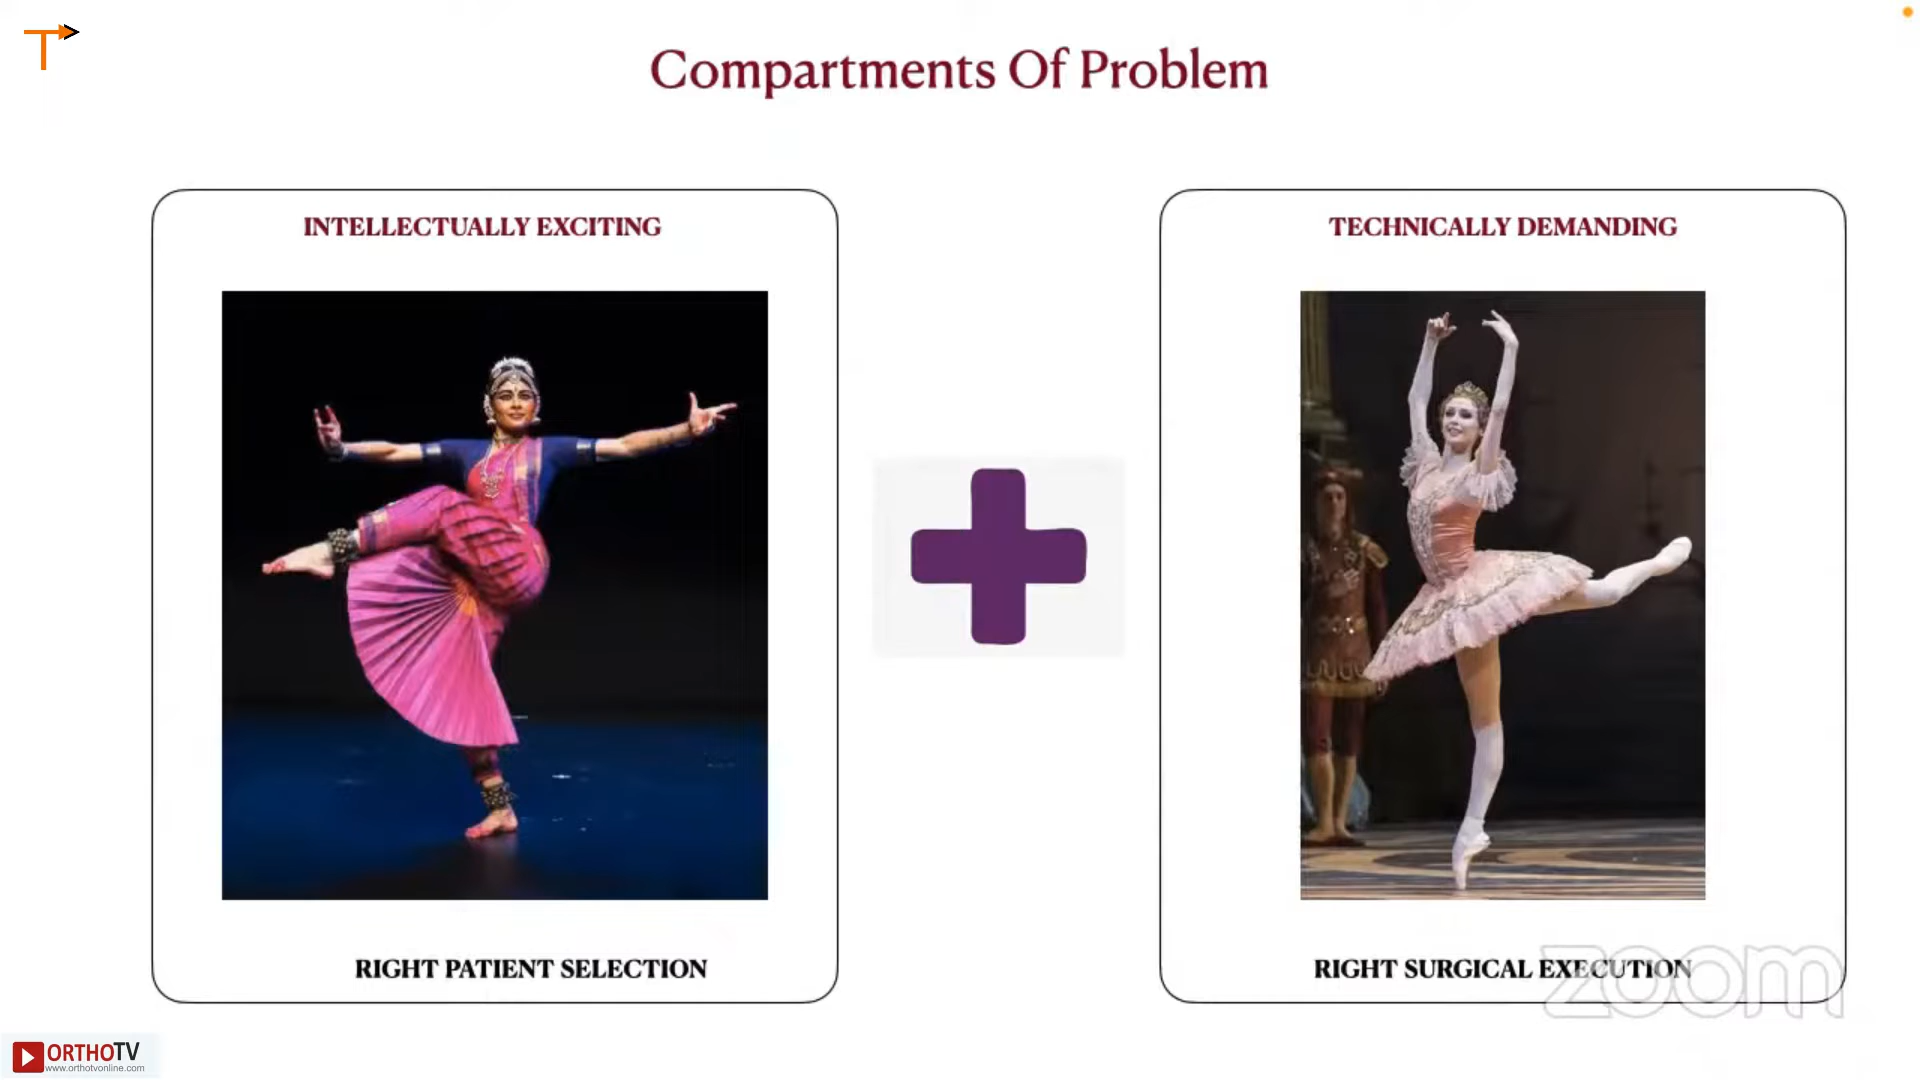 T
Compartments Of Problem
INTELLECTUALLY EXCITING
TECHNICALLY DEMANDING
RIGHT PATIENT SELECTION
RIGHT SURGICAL EXECUTION
zoom
ORTHOTV
www.orthotvonline.com